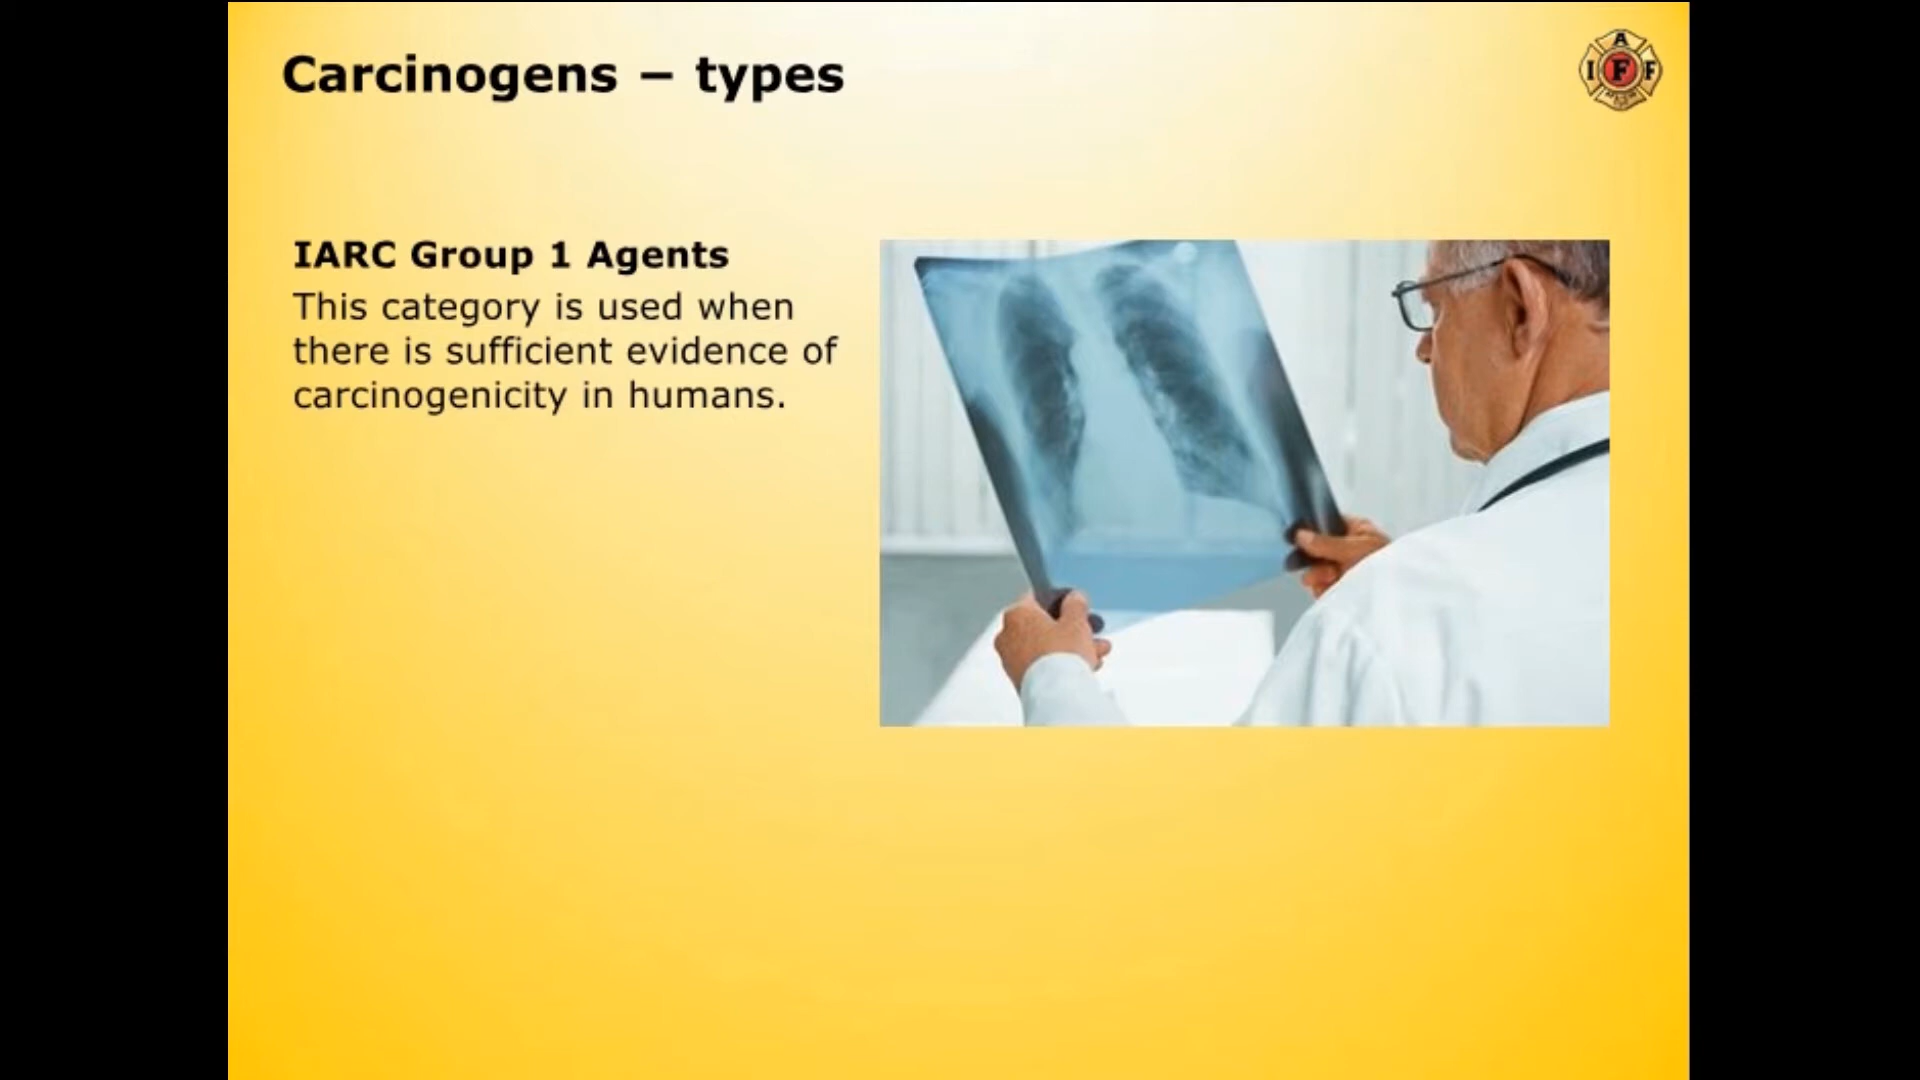 Carcinogens – types
I A F F
IARC Group 1 Agents
This category is used when
there is sufficient evidence of
carcinogenicity in humans.